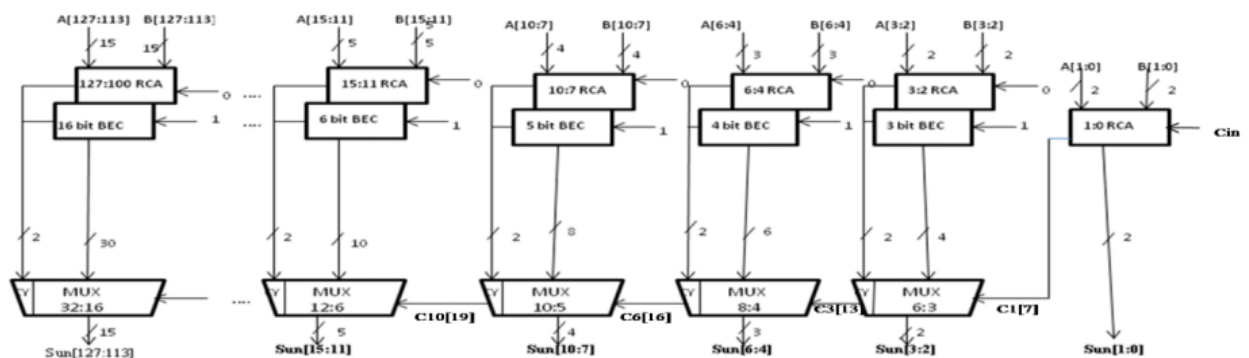 A[127:113] B[127:113] A[15:11] B[15:11] A[10:7] B[10:7] A[6:4] B[6:4] A[3:2] B[3:2]
5
15 15 5 5 4 4 3 3 2 2
A[1:0] B[1:0]
2 2
127:100 RCA 0 .... 15:11 RCA 0 10:7 RCA 0 6:4 RCA 0 3:2 RCA 0
16 bit BEC 1 .... 6 bit BEC 1 5 bit BEC 1 4 bit BEC 1 3 bit BEC 1 1:0 RCA Cin
2 30 2 10 2 8 2 6 2 4 2
CY MUX .... CY MUX CY MUX CY MUX CY MUX
32:16 12:6 10:5 8:4 6:3
C10[19] C6[16] C3[13] C1[7]
15 5 4 3 2
Sun[127:113] Sun[15:11] Sun[10:7] Sun[6:4] Sun[3:2] Sun[1:0]